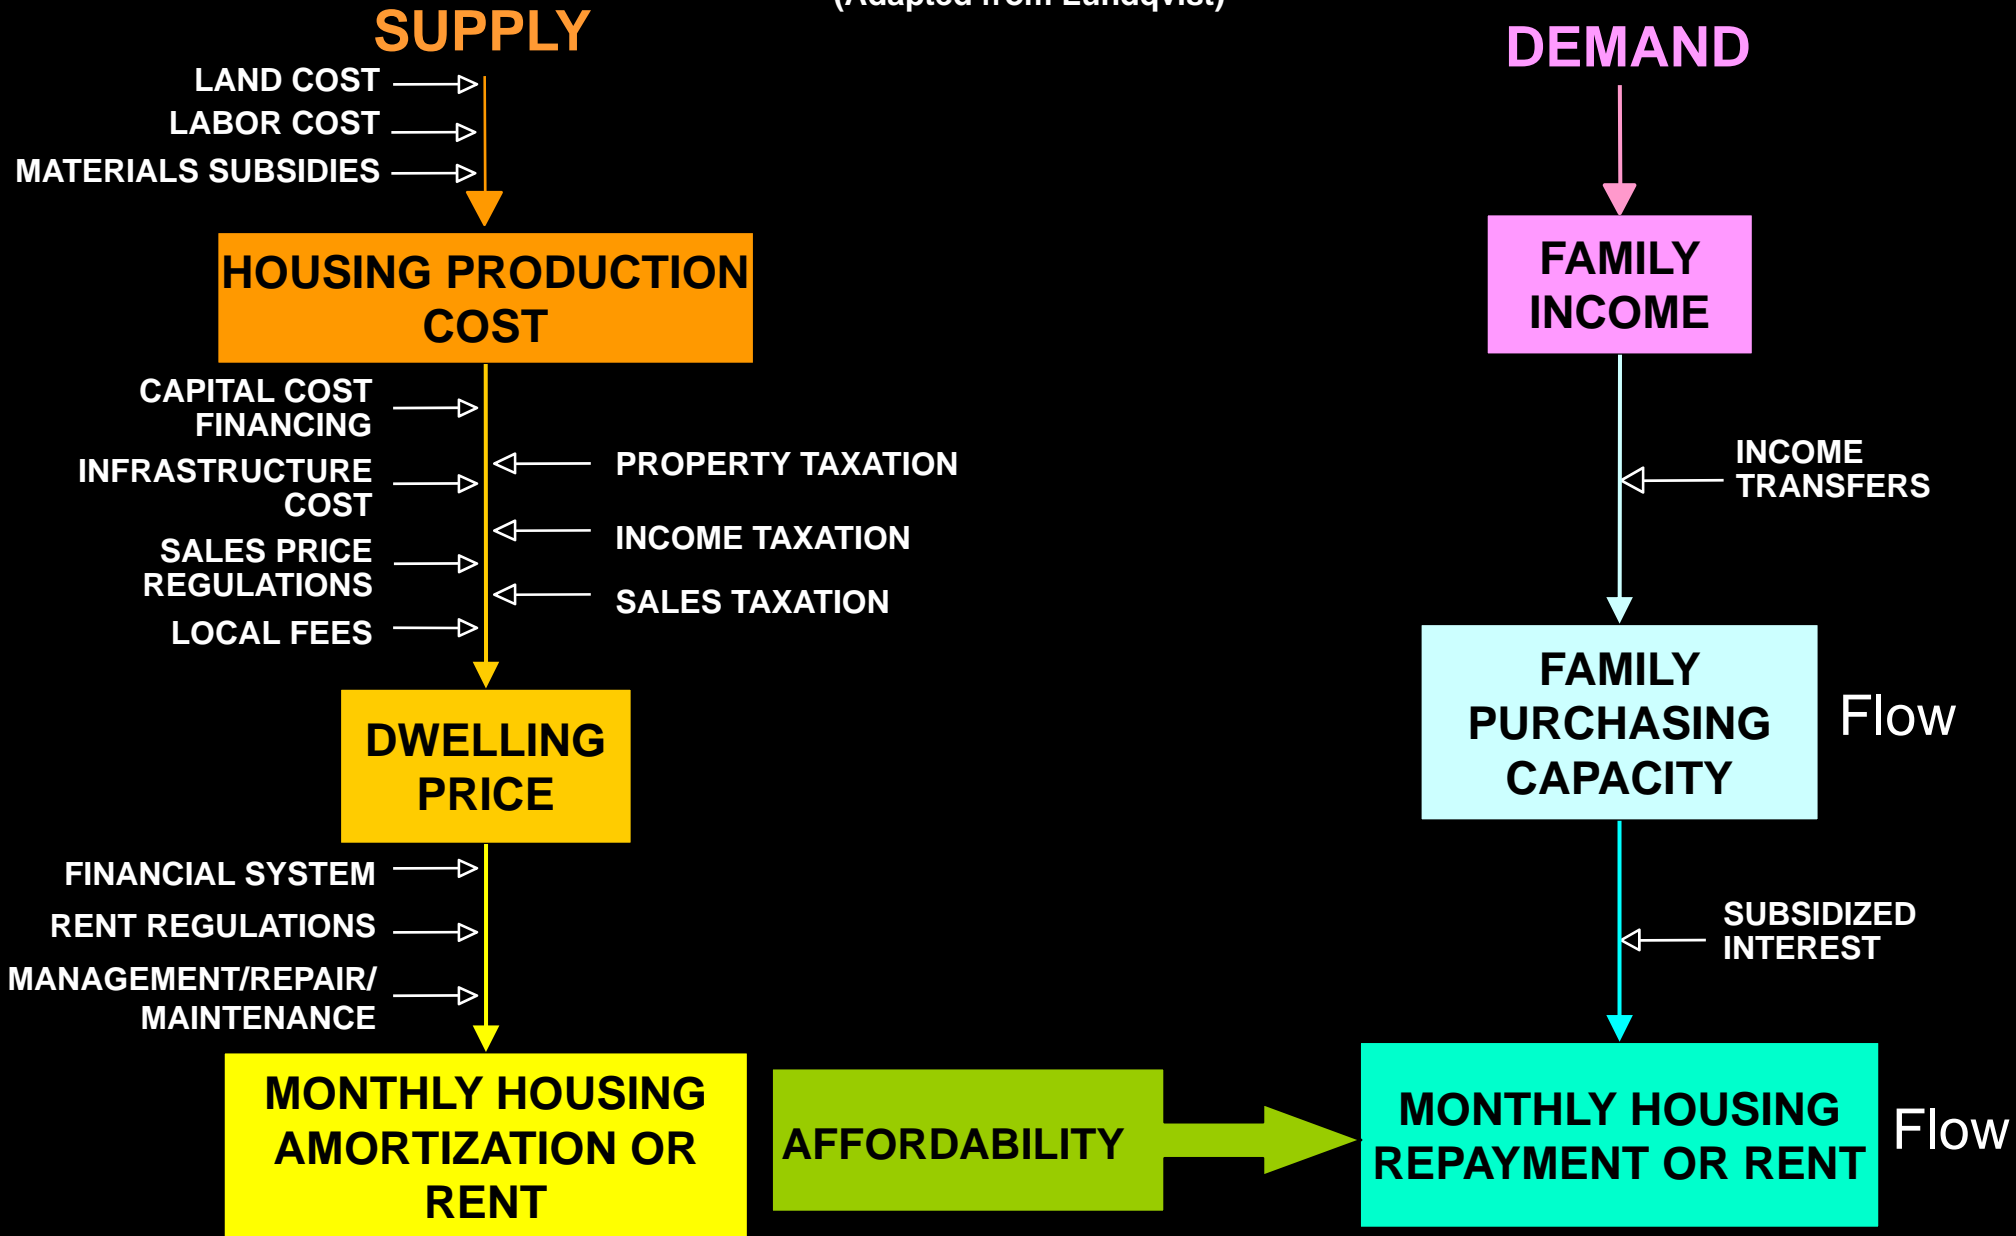 (Adapted from Lundqvist)
SUPPLY
DEMAND
LAND COST
LABOR COST
MATERIALS SUBSIDIES
HOUSING PRODUCTION
COST
FAMILY
INCOME
CAPITAL COST
FINANCING
INFRASTRUCTURE
COST
SALES PRICE
REGULATIONS
LOCAL FEES
PROPERTY TAXATION
INCOME TAXATION
SALES TAXATION
INCOME
TRANSFERS
DWELLING
PRICE
FAMILY
PURCHASING
CAPACITY
Flow
FINANCIAL SYSTEM
RENT REGULATIONS
MANAGEMENT/REPAIR/
MAINTENANCE
SUBSIDIZED
INTEREST
MONTHLY HOUSING
AMORTIZATION OR
RENT
AFFORDABILITY
MONTHLY HOUSING
REPAYMENT OR RENT
Flow